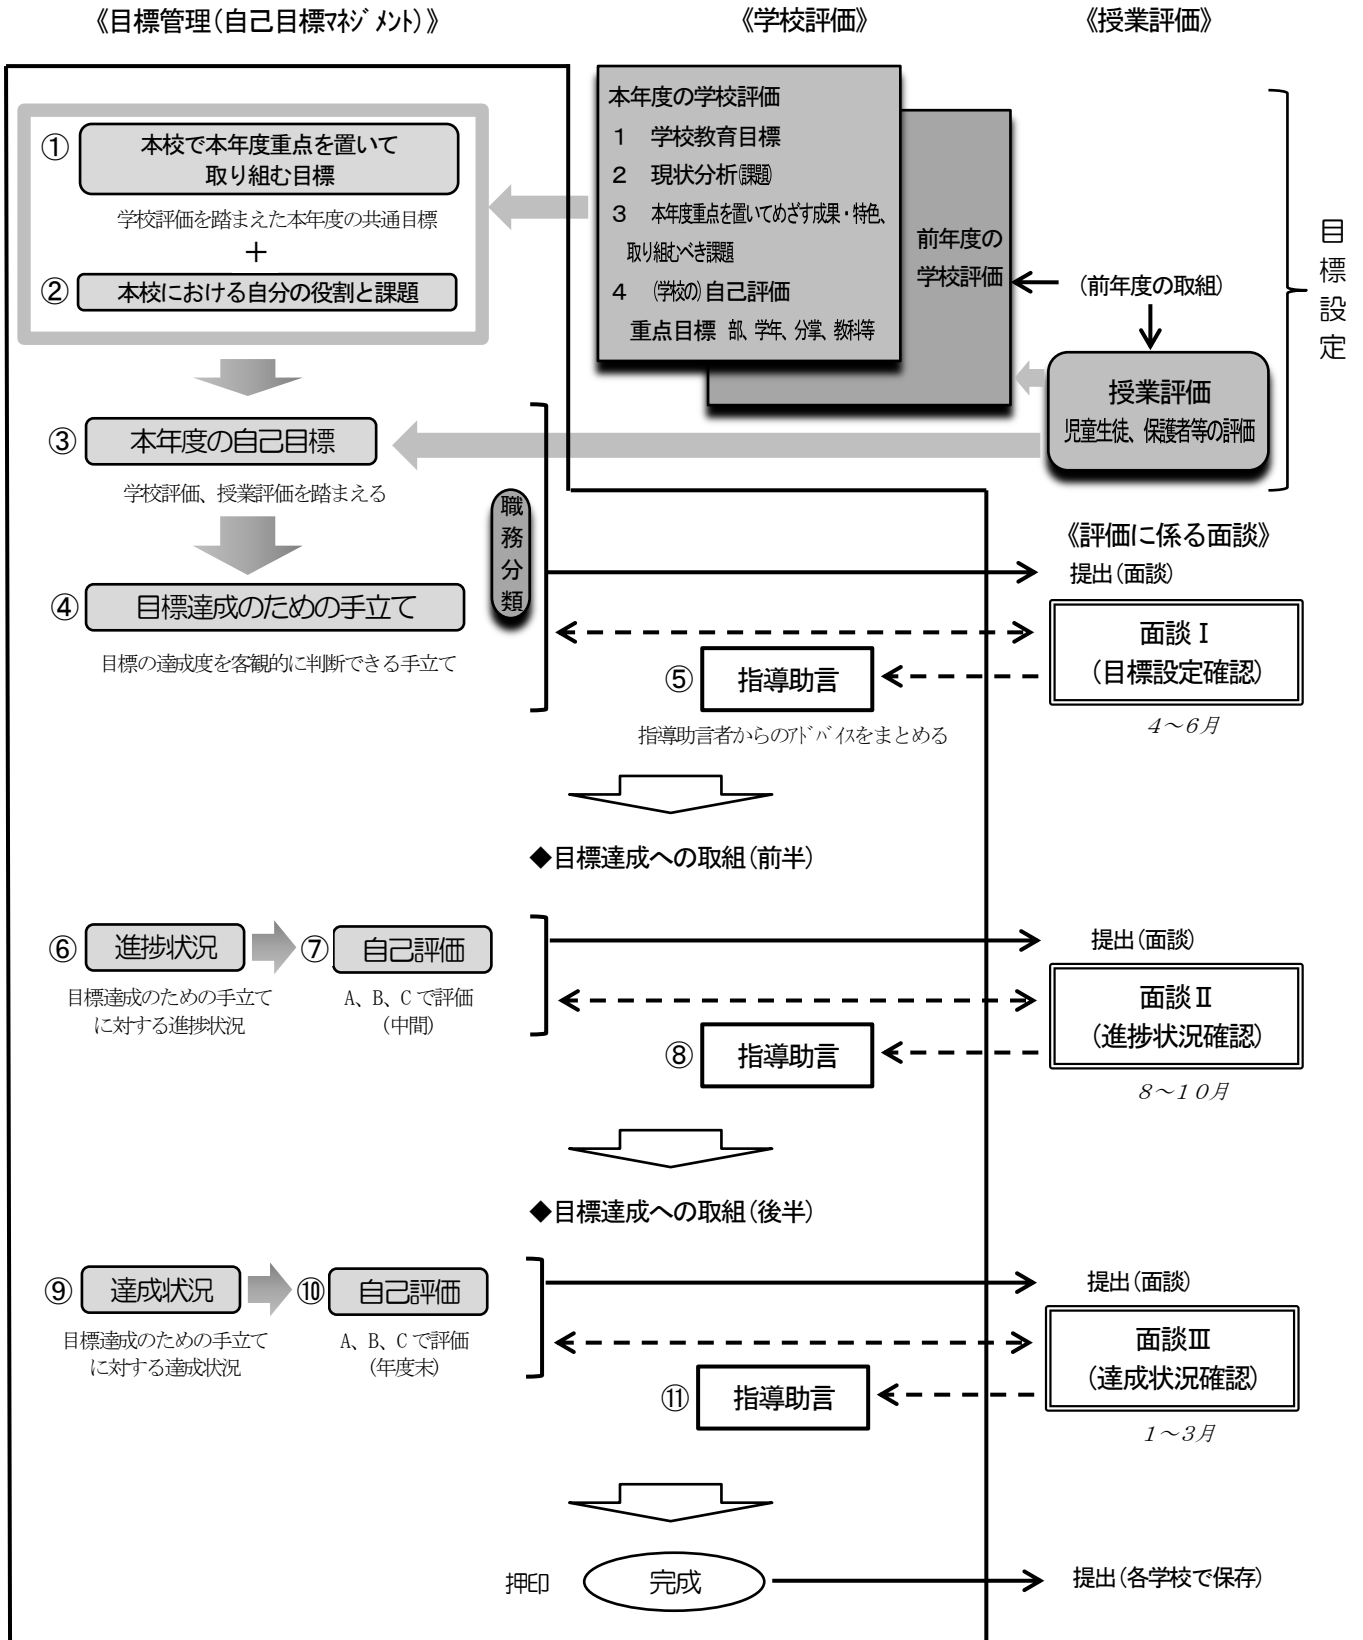 《目標管理(自己目標マネジメント)》
《学校評価》
《授業評価》
本年度の学校評価
1 学校教育目標
2 現状分析(課題)
3 本年度重点を置いてめざす成果・特色、
取り組むべき課題
4 (学校の)自己評価
重点目標 部、学年、分掌、教科等
前年度の
学校評価
(前年度の取組)
授業評価
児童生徒、保護者等の評価
目標設定
①
本校で本年度重点を置いて
取り組む目標
学校評価を踏まえた本年度の共通目標
+
② 本校における自分の役割と課題
③ 本年度の自己目標
学校評価、授業評価を踏まえる
④ 目標達成のための手立て
目標の達成度を客観的に判断できる手立て
職務分類
《評価に係る面談》
提出(面談)
面談Ⅰ
(目標設定確認)
4~6月
⑤ 指導助言
指導助言者からのアドバイスをまとめる
◆目標達成への取組(前半)
⑥ 進捗状況
目標達成のための手立て
に対する進捗状況
⑦ 自己評価
A、B、Cで評価
(中間)
提出(面談)
面談Ⅱ
(進捗状況確認)
8~10月
⑧ 指導助言
◆目標達成への取組(後半)
⑨ 達成状況
目標達成のための手立て
に対する達成状況
⑩ 自己評価
A、B、Cで評価
(年度末)
提出(面談)
面談Ⅲ
(達成状況確認)
1~3月
⑪ 指導助言
押印 完成 提出(各学校で保存)